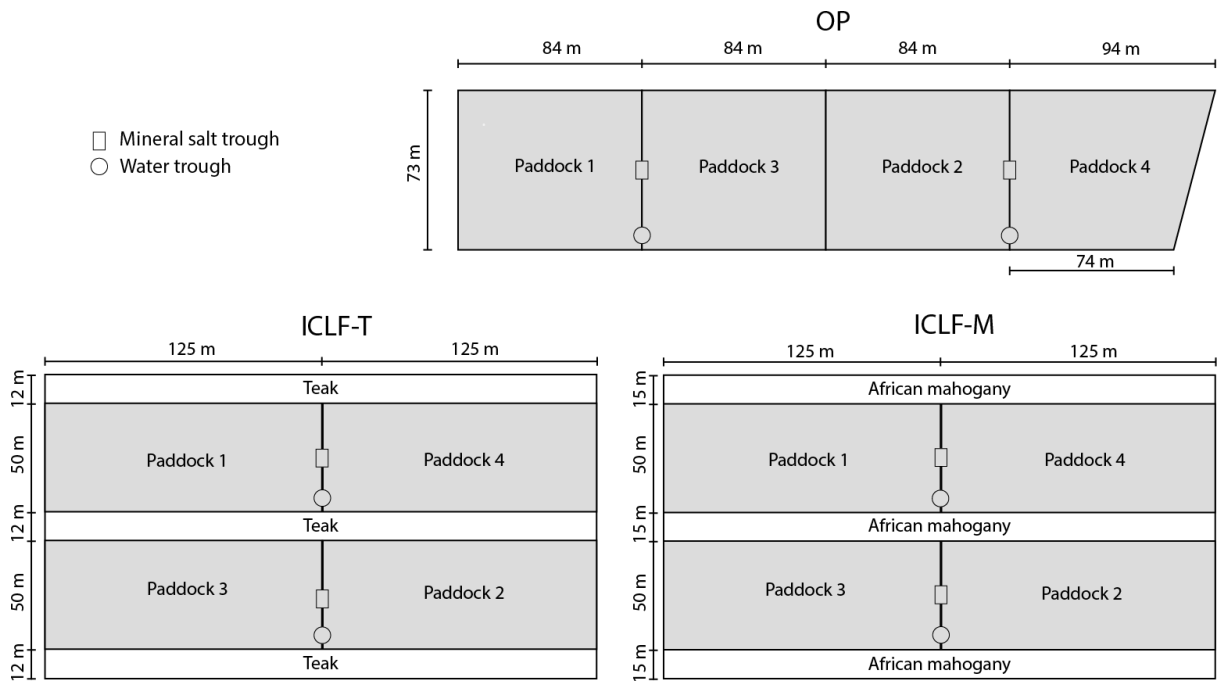 OP
84 m 84 m 84 m 94 m
Mineral salt trough
Water trough
73 m
Paddock 1 Paddock 3 Paddock 2 Paddock 4
74 m
ICLF-T
125 m 125 m
12 m
Teak
50 m
Paddock 1 Paddock 4
12 m
Teak
50 m
Paddock 3 Paddock 2
12 m
Teak
ICLF-M
125 m 125 m
15 m
African mahogany
50 m
Paddock 1 Paddock 4
15 m
African mahogany
50 m
Paddock 3 Paddock 2
15 m
African mahogany